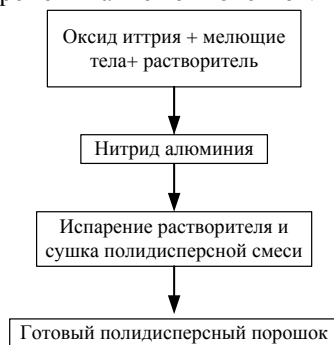 Оксид иттрия + мелющие
тела+ растворитель
Нитрид алюминия
Испарение растворителя и
сушка полидисперсной смеси
Готовый полидисперсный порошок